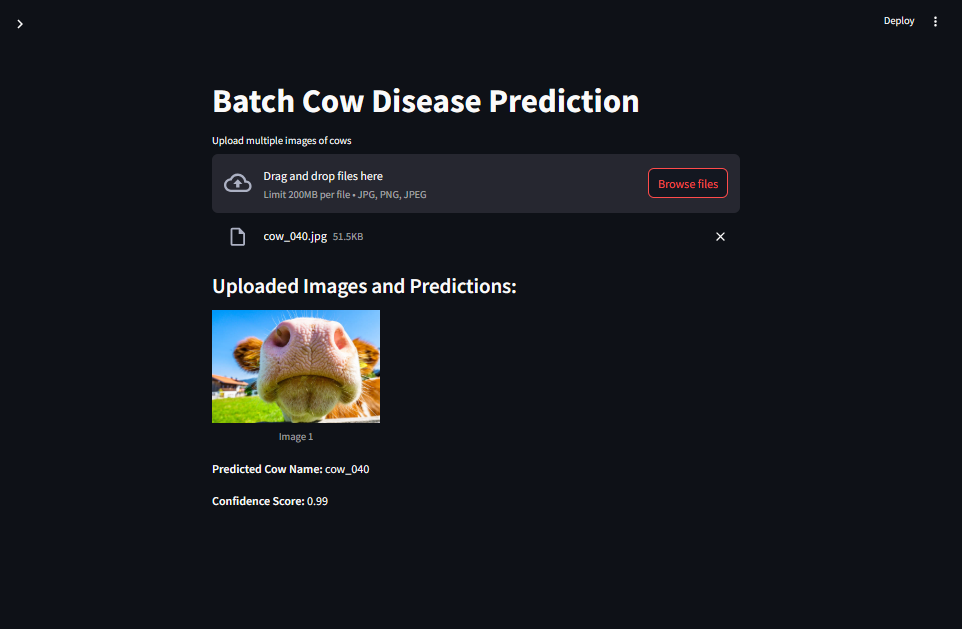 Deploy
Batch Cow Disease Prediction
Upload multiple images of cows
Drag and drop files here
Limit 200MB per file • JPG, PNG, JPEG
Browse files
cow_040.jpg 51.5KB
Uploaded Images and Predictions:
Image 1
Predicted Cow Name: cow_040
Confidence Score: 0.99